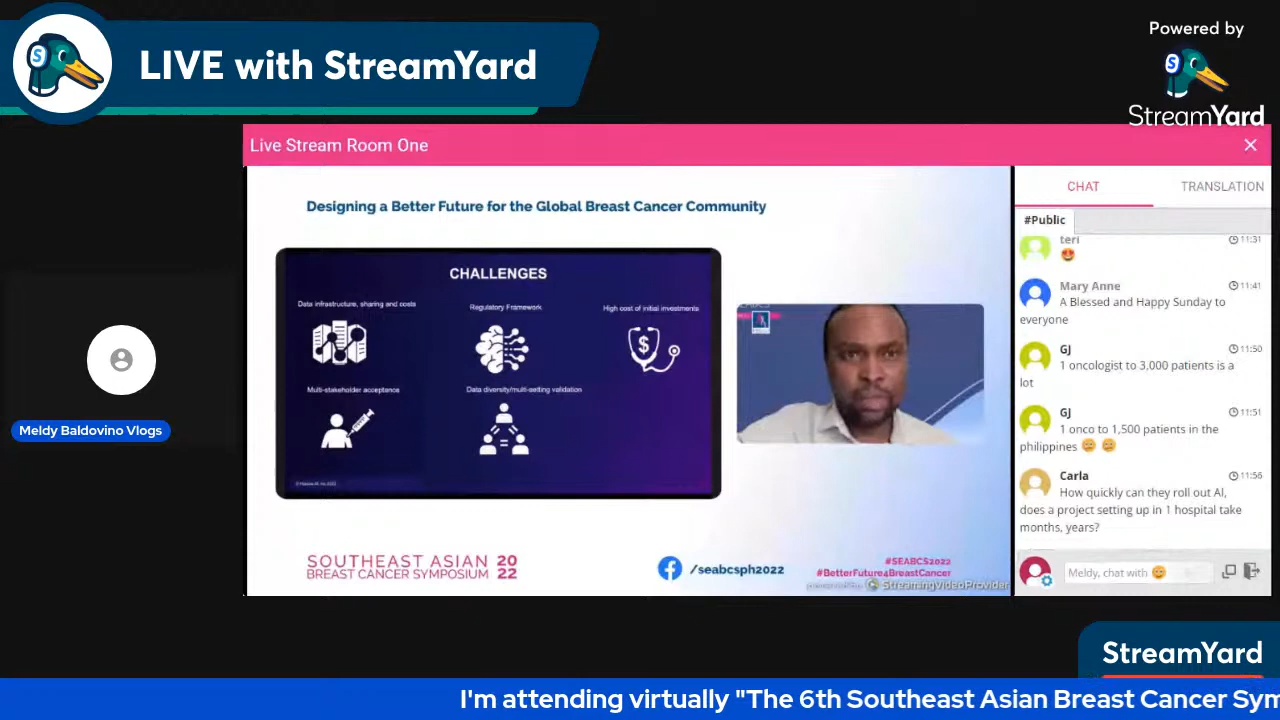 S
LIVE with StreamYard
Powered by
S
StreamYard
Live Stream Room One
Designing a Better Future for the Global Breast Cancer Community
CHALLENGES
Data infrastructure, sharing and costs
Regulatory Framework
High cost of initial investments
$
Multi-stakeholder acceptance
Data diversity/multi-setting validation
=
SOUTHEAST ASIAN 20
BREAST CANCER SYMPOSIUM 22
/seabcsph2022
#SEABCS2022
#BetterFuture4BreastCancer
StreamingVideoProvider
CHAT
TRANSLATION
#Public
teri 11:31
Mary Anne 11:41
A Blessed and Happy Sunday to
everyone
GJ 11:50
1 oncologist to 3,000 patients is a
lot
GJ 11:51
1 onco to 1,500 patients in the
philippines
Carla 11:56
How quickly can they roll out AI,
does a project setting up in 1 hospital take
months, years?
Meldy, chat with
Meldy Baldovino Vlogs
StreamYard
I'm attending virtually "The 6th Southeast Asian Breast Cancer Sym